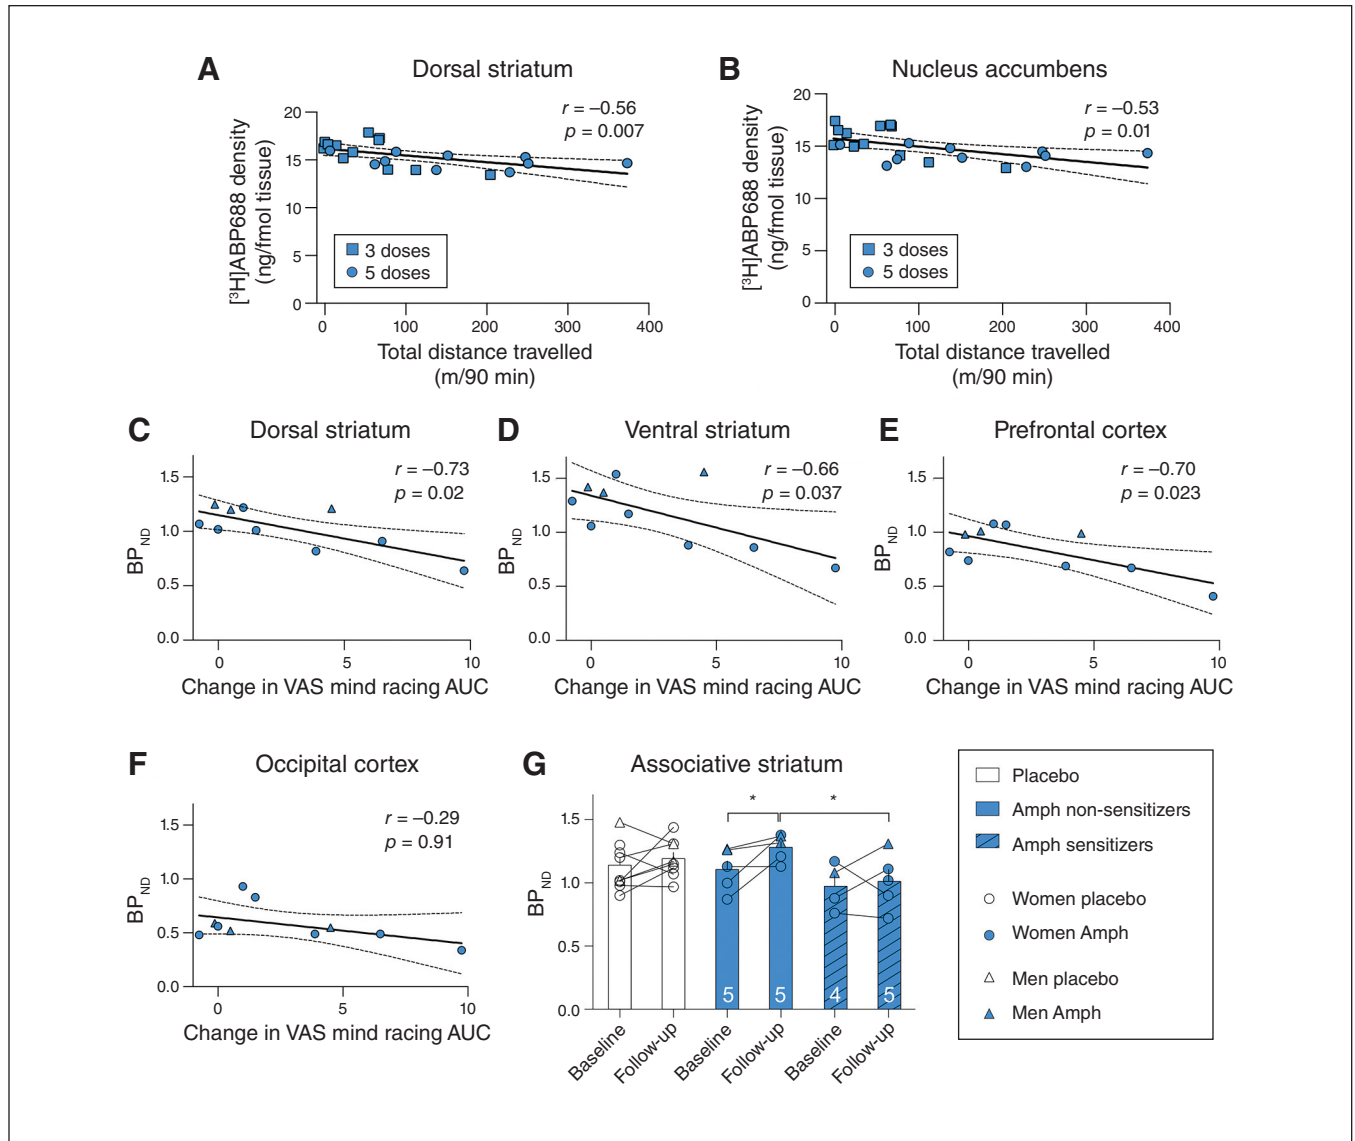 A
Dorsal striatum
r = –0.56
p = 0.007
[³H]ABP688 density
(ng/fmol tissue)
20
15
10
5
0
3 doses
5 doses
0
100
200
300
400
Total distance travelled
(m/90 min)
B
Nucleus accumbens
r = –0.53
p = 0.01
[³H]ABP688 density
(ng/fmol tissue)
20
15
10
5
0
3 doses
5 doses
0
100
200
300
400
Total distance travelled
(m/90 min)
C
Dorsal striatum
r = –0.73
p = 0.02
BPND
1.5
1.0
0.5
0.0
0
5
10
Change in VAS mind racing AUC
D
Ventral striatum
r = –0.66
p = 0.037
BPND
1.5
1.0
0.5
0.0
0
5
10
Change in VAS mind racing AUC
E
Prefrontal cortex
r = –0.70
p = 0.023
BPND
1.5
1.0
0.5
0.0
0
5
10
Change in VAS mind racing AUC
F
Occipital cortex
r = –0.29
p = 0.91
BPND
1.5
1.0
0.5
0.0
0
5
10
Change in VAS mind racing AUC
G
Associative striatum
*
*
BPND
1.5
1.0
0.5
0.0
5
5
4
5
Baseline
Follow-up
Baseline
Follow-up
Baseline
Follow-up
Placebo
Amph non-sensitizers
Amph sensitizers
Women placebo
Women Amph
Men placebo
Men Amph